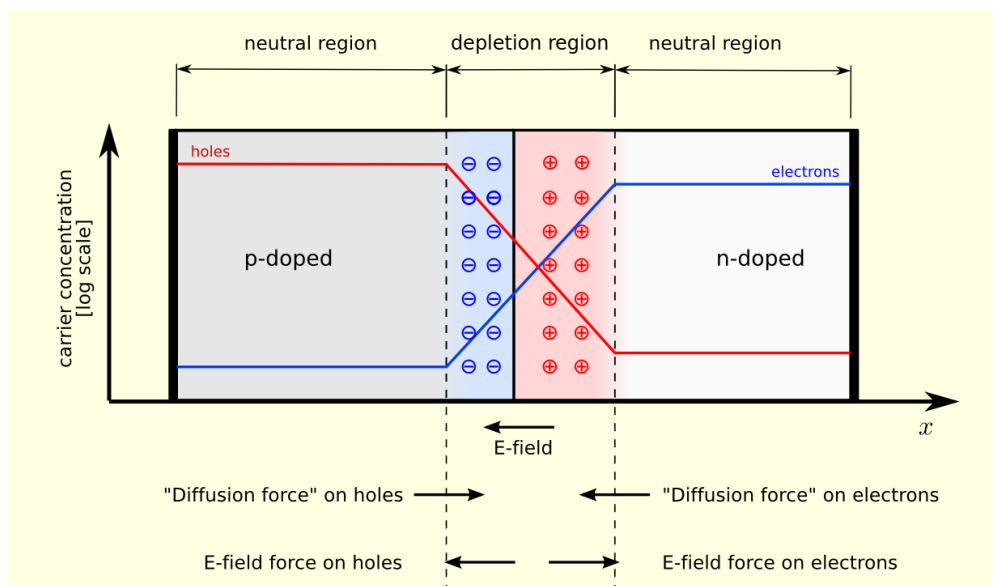 neutral region
depletion region
neutral region
holes
electrons
carrier concentration
[log scale]
p-doped
n-doped
x
E-field
"Diffusion force" on holes
"Diffusion force" on electrons
E-field force on holes
E-field force on electrons